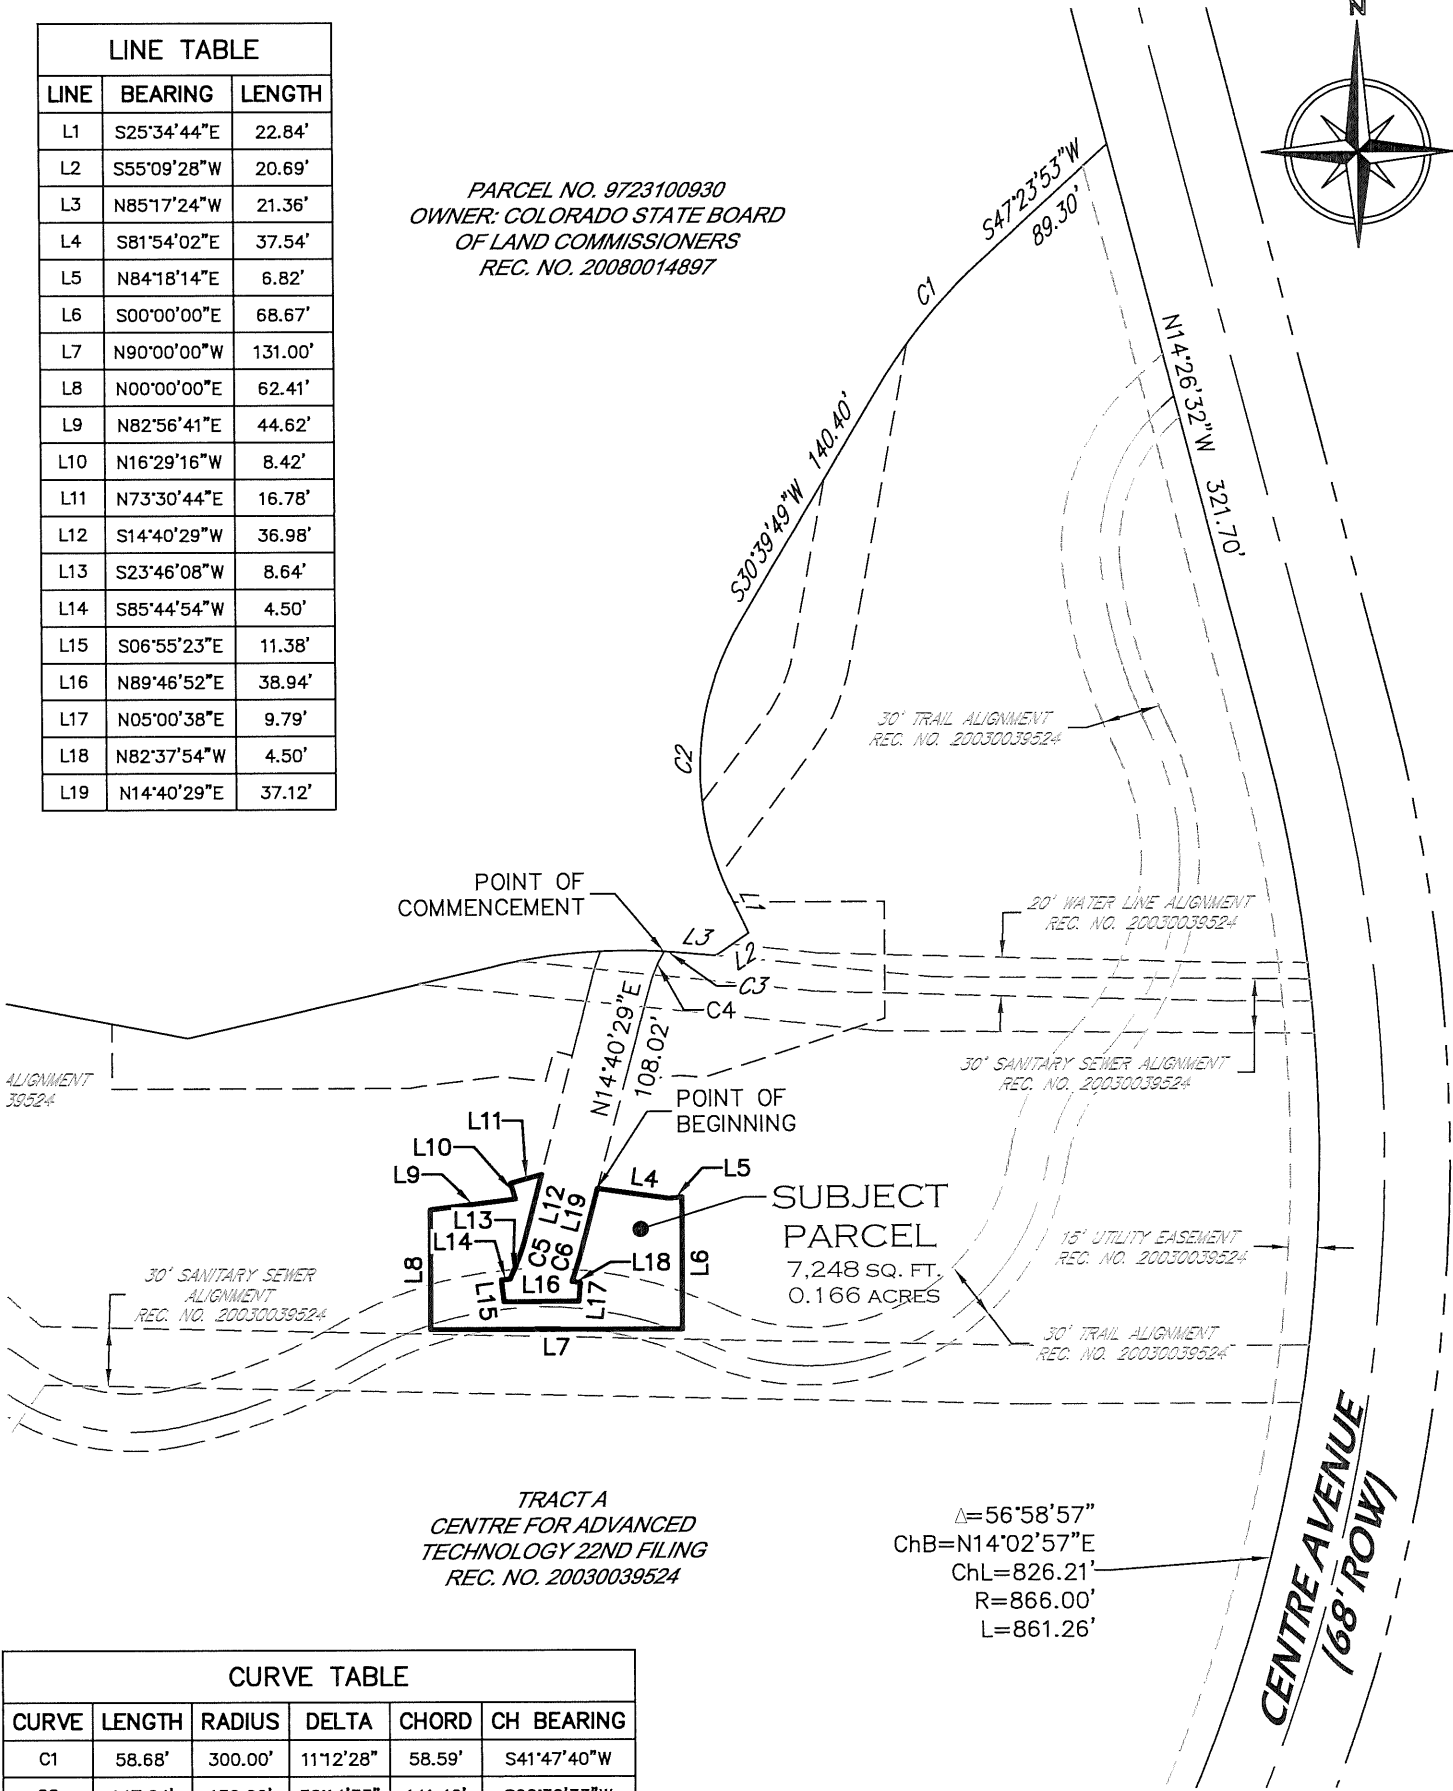 LINE TABLE
LINE BEARING LENGTH
L1 S25°34'44"E 22.84'
L2 S55°09'28"W 20.69'
L3 N85°17'24"W 21.36'
L4 S81°54'02"E 37.54'
L5 N84°18'14"E 6.82'
L6 S00°00'00"E 68.67'
L7 N90°00'00"W 131.00'
L8 N00°00'00"E 62.41'
L9 N82°56'41"E 44.62'
L10 N16°29'16"W 8.42'
L11 N73°30'44"E 16.78'
L12 S14°40'29"W 36.98'
L13 S23°46'08"W 8.64'
L14 S85°44'54"W 4.50'
L15 S06°55'23"E 11.38'
L16 N89°46'52"E 38.94'
L17 N05°00'38"E 9.79'
L18 N82°37'54"W 4.50'
L19 N14°40'29"E 37.12'
N
PARCEL NO. 9723100930
OWNER: COLORADO STATE BOARD
OF LAND COMMISSIONERS
REC. NO. 20080014897
S47°23'53"W
89.30'
C1
N14°26'32"W 321.70'
S30°39'49"W 140.40'
C2
30' TRAIL ALIGNMENT
REC. NO. 20030039524
POINT OF
COMMENCEMENT
L1
L3
L2
C3
C4
20' WATER LINE ALIGNMENT
REC. NO. 20030039524
N14°40'29"E
108.02'
30' SANITARY SEWER ALIGNMENT
REC. NO. 20030039524
ALIGNMENT
39524
POINT OF
BEGINNING
L11
L10
L9
L4
L5
L12
L19
L13
L14
C5
C6
L8
L6
L18
L16
L15
L17
L7
SUBJECT
PARCEL
7,248 SQ. FT.
0.166 ACRES
15' UTILITY EASEMENT
REC. NO. 20030039524
30' SANITARY SEWER
ALIGNMENT
REC. NO. 20030039524
30' TRAIL ALIGNMENT
REC. NO. 20030039524
TRACT A
CENTRE FOR ADVANCED
TECHNOLOGY 22ND FILING
REC. NO. 20030039524
Δ=56°58'57"
ChB=N14°02'57"E
ChL=826.21'
R=866.00'
L=861.26'
CENTRE AVENUE
(68' ROW)
CURVE TABLE
CURVE LENGTH RADIUS DELTA CHORD CH BEARING
C1 58.68' 300.00' 11°12'28" 58.59' S41°47'40"W